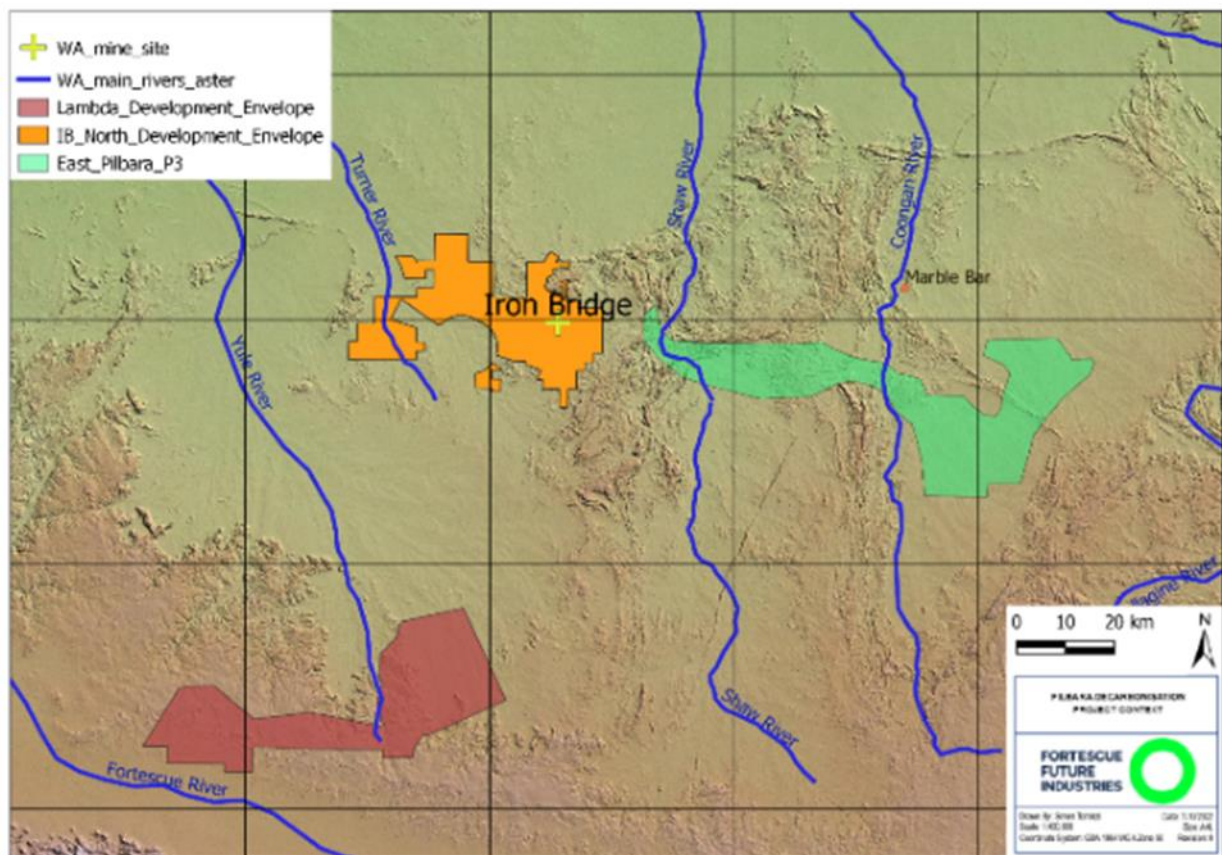 WA_mine_site
WA_main_rivers_aster
Lambda_Development_Envelope
IB_North_Development_Envelope
East_Pilbara_P3
Turner River
Shaw River
Coongan River
Marble Bar
Iron Bridge
Yule River
Shaw River
Fortescue River
River
0 10 20 km
N
PILBARA DECARBONISATION
PROJECT CONTEXT
FORTESCUE
FUTURE
INDUSTRIES